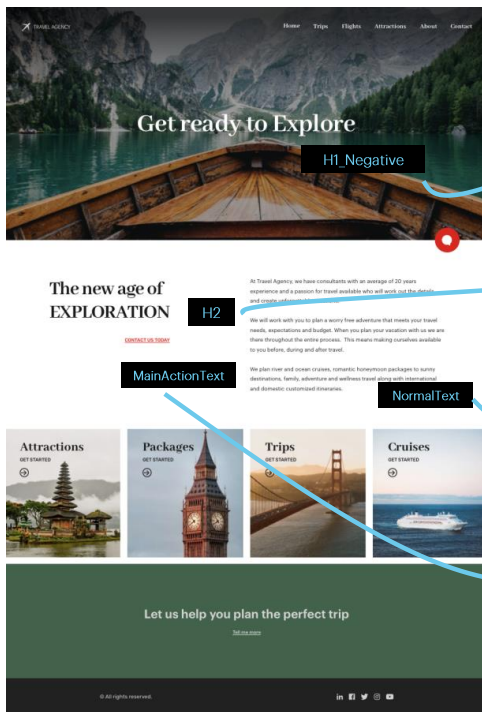 TRAVEL AGENCY
Home Trips Flights Attractions About Contact
Get ready to Explore
H1_Negative
The new age of
EXPLORATION
H2
CONTACT US TODAY
MainActionText
At Travel Agency, we have consultants with an average of 20 years
experience and a passion for travel available who will work out the details
and create
We will work with you to plan a worry free adventure that meets your travel
needs, expectations and budget. When you plan your vacation with us we are
there throughout the entire process. This means making ourselves available
to you before, during and after travel.
We plan river and ocean cruises, romantic honeymoon packages to sunny
destinations, family, adventure and wellness travel along with international
and domestic customized itineraries.
NormalText
Attractions
GET STARTED
Packages
GET STARTED
Trips
GET STARTED
Cruises
GET STARTED
Let us help you plan the perfect trip
Tell me more
© All rights reserved.